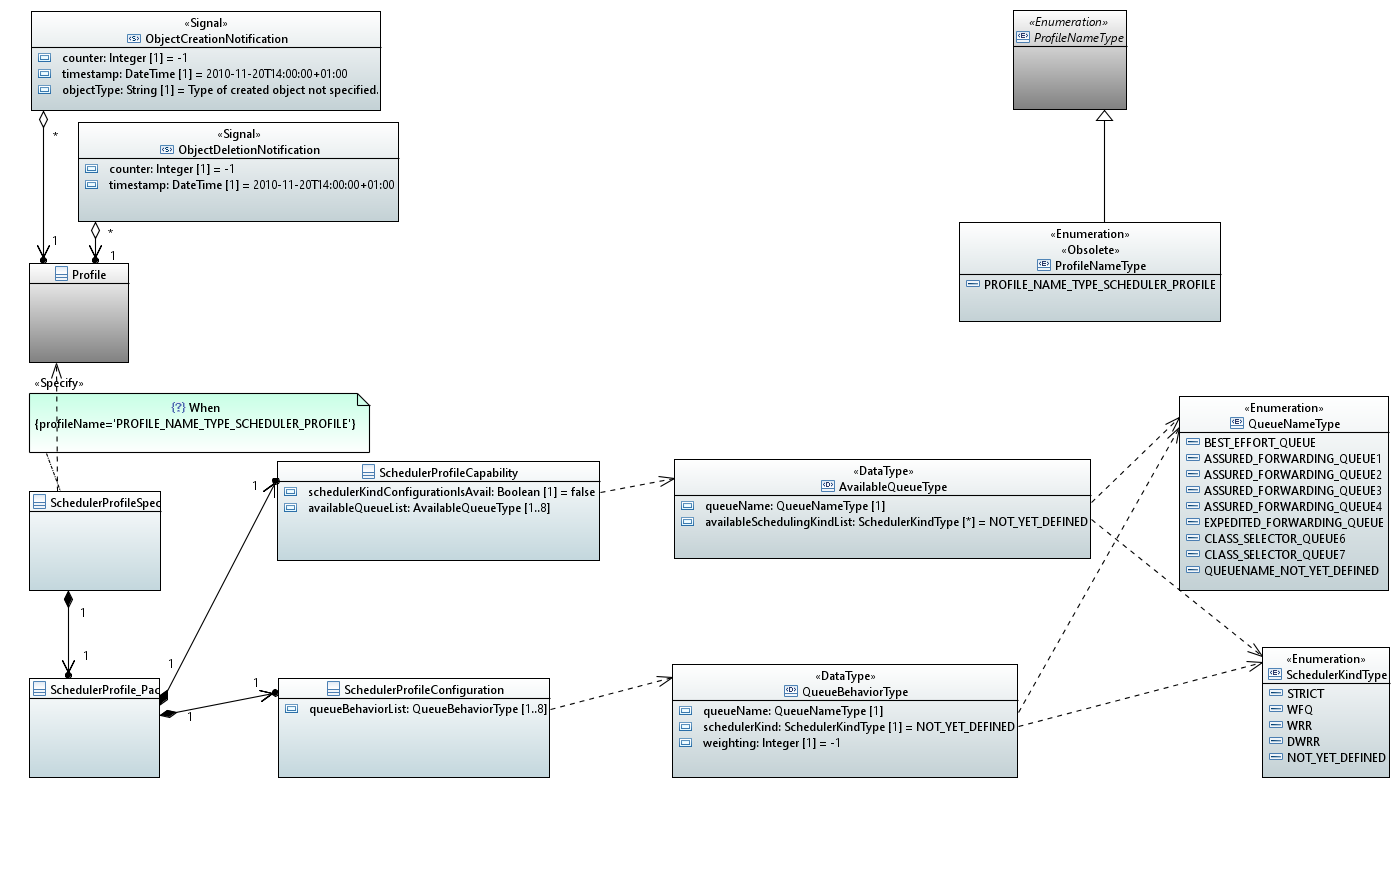 «Signal»
ObjectCreationNotification
counter: Integer [1] = -1
timestamp: DateTime [1] = 2010-11-20T14:00:00+01:00
objectType: String [1] = Type of created object not specified.
*
1
«Signal»
ObjectDeletionNotification
counter: Integer [1] = -1
timestamp: DateTime [1] = 2010-11-20T14:00:00+01:00
*
1
Profile
«Enumeration»
ProfileNameType
«Enumeration»
«Obsolete»
ProfileNameType
PROFILE_NAME_TYPE_SCHEDULER_PROFILE
«Specify»
{?} When
{profileName='PROFILE_NAME_TYPE_SCHEDULER_PROFILE'}
SchedulerProfileSpec
1
1
SchedulerProfile_Pac
1
1
1
1
SchedulerProfileCapability
schedulerKindConfigurationIsAvail: Boolean [1] = false
availableQueueList: AvailableQueueType [1..8]
SchedulerProfileConfiguration
queueBehaviorList: QueueBehaviorType [1..8]
«DataType»
AvailableQueueType
queueName: QueueNameType [1]
availableSchedulingKindList: SchedulerKindType [*] = NOT_YET_DEFINED
«DataType»
QueueBehaviorType
queueName: QueueNameType [1]
schedulerKind: SchedulerKindType [1] = NOT_YET_DEFINED
weighting: Integer [1] = -1
«Enumeration»
QueueNameType
BEST_EFFORT_QUEUE
ASSURED_FORWARDING_QUEUE1
ASSURED_FORWARDING_QUEUE2
ASSURED_FORWARDING_QUEUE3
ASSURED_FORWARDING_QUEUE4
EXPEDITED_FORWARDING_QUEUE
CLASS_SELECTOR_QUEUE6
CLASS_SELECTOR_QUEUE7
QUEUENAME_NOT_YET_DEFINED
«Enumeration»
SchedulerKindType
STRICT
WFQ
WRR
DWRR
NOT_YET_DEFINED